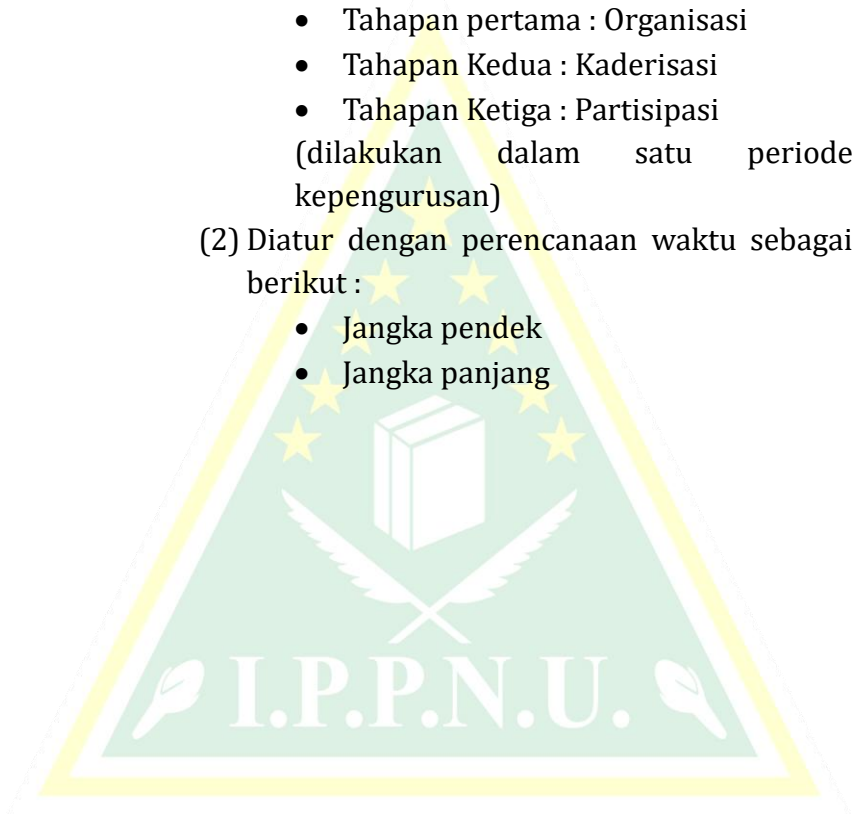 • Tahapan pertama : Organisasi
• Tahapan Kedua : Kaderisasi
• Tahapan Ketiga : Partisipasi
(dilakukan dalam satu periode
kepengurusan)
(2) Diatur dengan perencanaan waktu sebagai
berikut :
• Jangka pendek
• Jangka panjang
I.P.P.N.U.